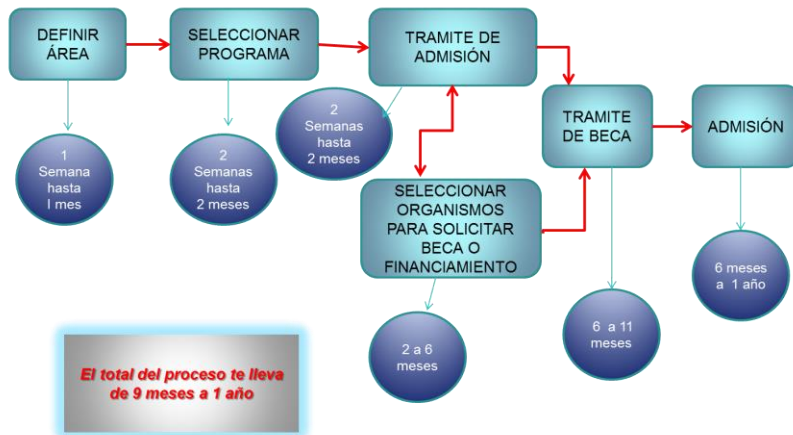 DEFINIR
ÁREA
SELECCIONAR
PROGRAMA
TRAMITE DE
ADMISIÓN
TRAMITE
DE BECA
ADMISIÓN
1
Semana
hasta
I mes
2
Semanas
hasta
2 meses
2
Semanas
hasta
2 meses
SELECCIONAR
ORGANISMOS
PARA SOLICITAR
BECA O
FINANCIAMIENTO
6 meses
a 1 año
2 a 6
meses
6 a 11
meses
El total del proceso te lleva
de 9 meses a 1 año